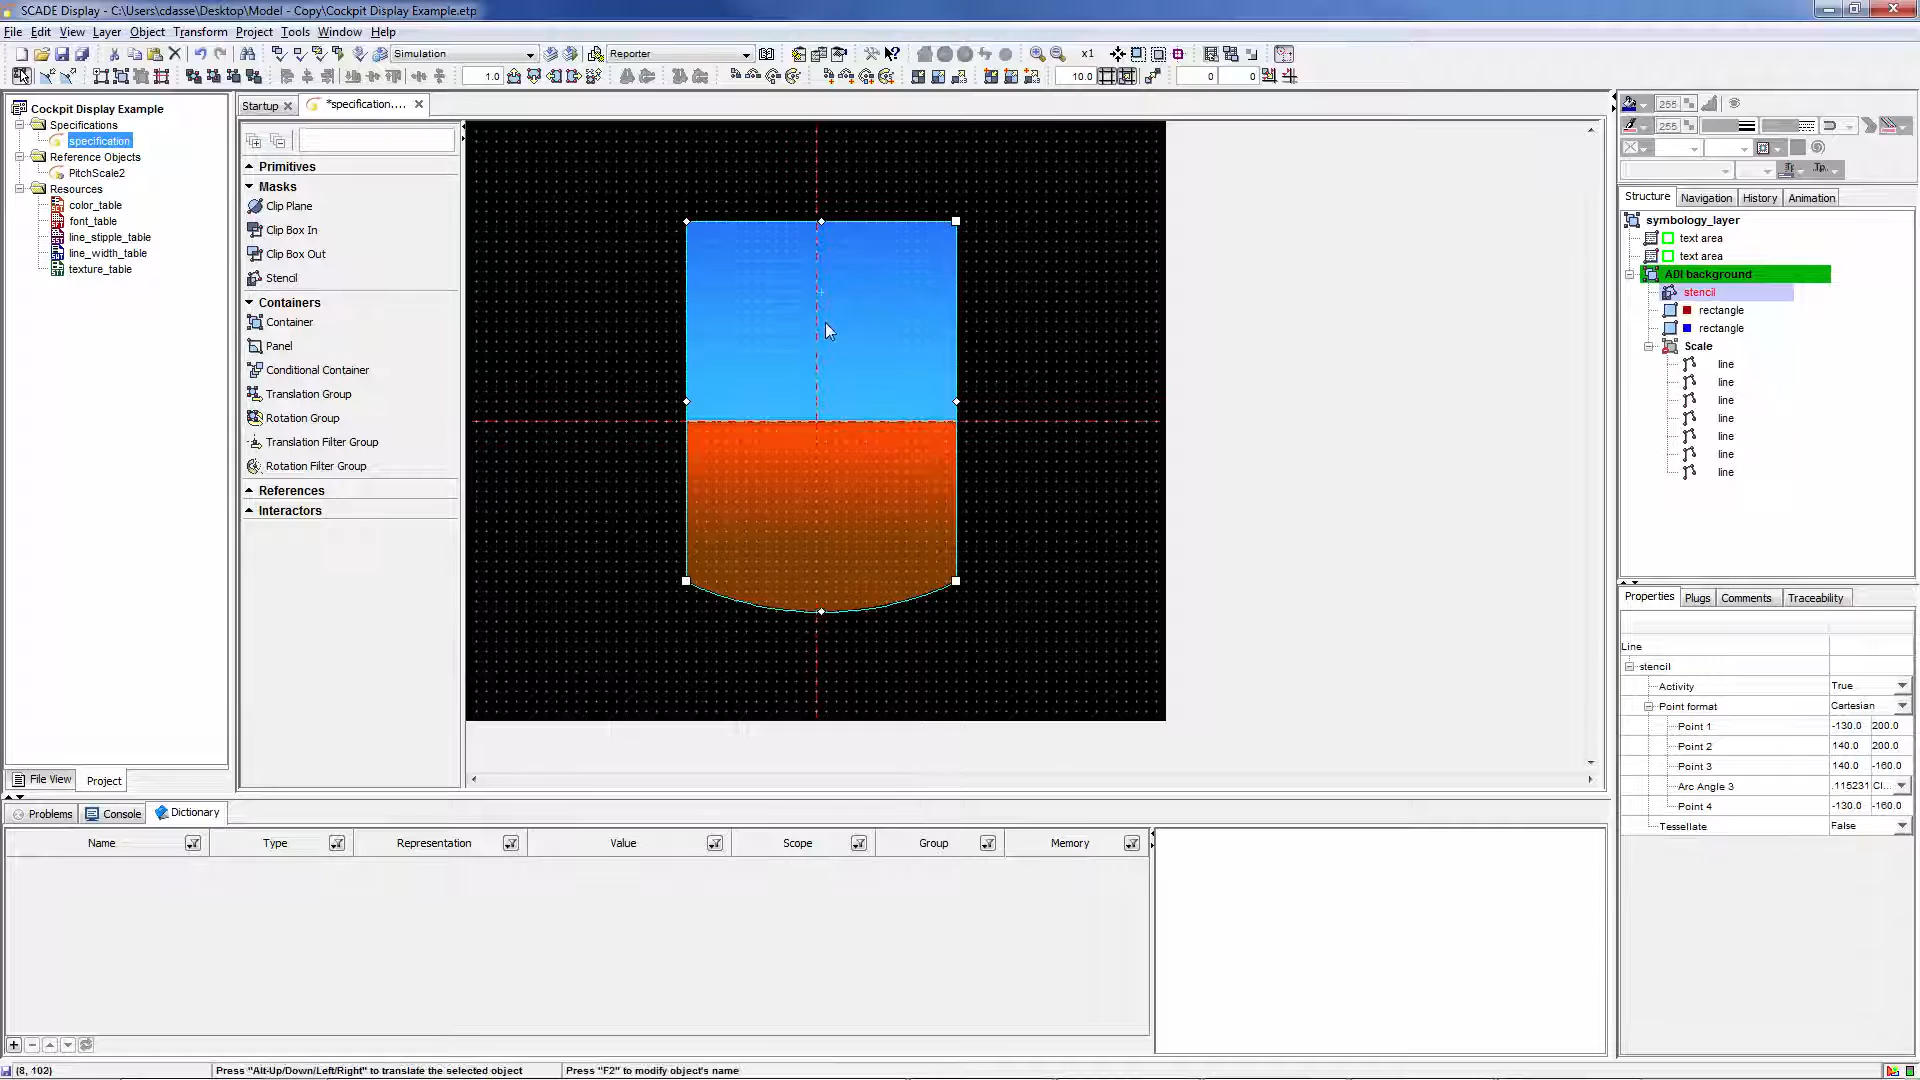 SCADE Display - C:\Users\cdasse\Desktop\Model - Copy\Cockpit Display Example.etp
File Edit View Layer Object Transform Project Tools Window Help
Simulation
Reporter
x1
1.0
10.0
0
0
Cockpit Display Example
Specifications
specification
Reference Objects
PitchScale2
Resources
color_table
font_table
line_stipple_table
line_width_table
texture_table
File View
Project
Startup
*specification....
Primitives
Masks
Clip Plane
Clip Box In
Clip Box Out
Stencil
Containers
Container
Panel
Conditional Container
Translation Group
Rotation Group
Translation Filter Group
Rotation Filter Group
References
Interactors
255
255
Structure Navigation History Animation
symbology_layer
text area
text area
ADI background
stencil
rectangle
rectangle
Scale
line
line
line
line
line
line
line
Properties Plugs Comments Traceability
Line
stencil
Activity True
Point format Cartesian
Point 1 -130.0 200.0
Point 2 140.0 200.0
Point 3 140.0 -160.0
Arc Angle 3 .115231 Cl...
Point 4 -130.0 -160.0
Tessellate False
Problems Console Dictionary
Name Type Representation Value Scope Group Memory
(8, 102)
Press "Alt-Up/Down/Left/Right" to translate the selected object
Press "F2" to modify object's name